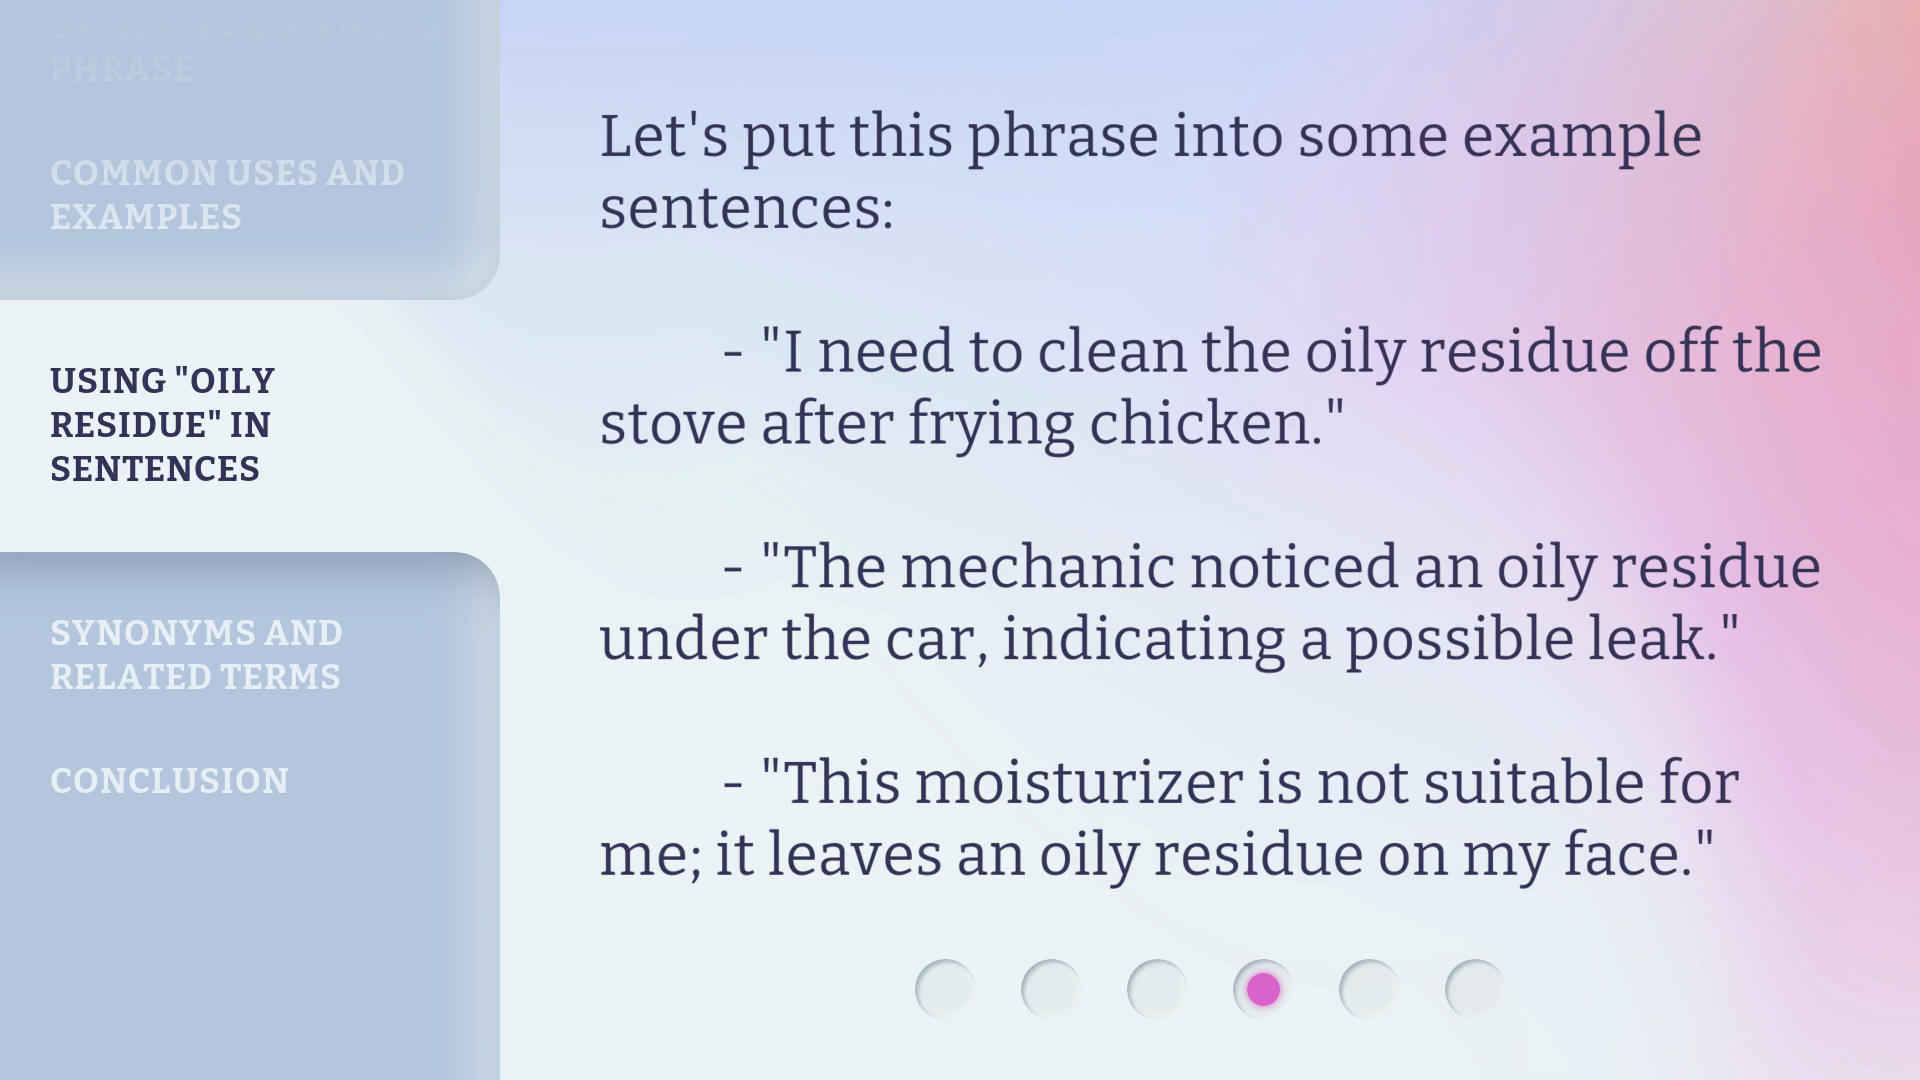 BREAKING DOWN THE
PHRASE
COMMON USES AND
EXAMPLES
USING "OILY
RESIDUE" IN
SENTENCES
SYNONYMS AND
RELATED TERMS
CONCLUSION
Let's put this phrase into some example
sentences:
- "I need to clean the oily residue off the
stove after frying chicken."
- "The mechanic noticed an oily residue
under the car, indicating a possible leak."
- "This moisturizer is not suitable for
me; it leaves an oily residue on my face."